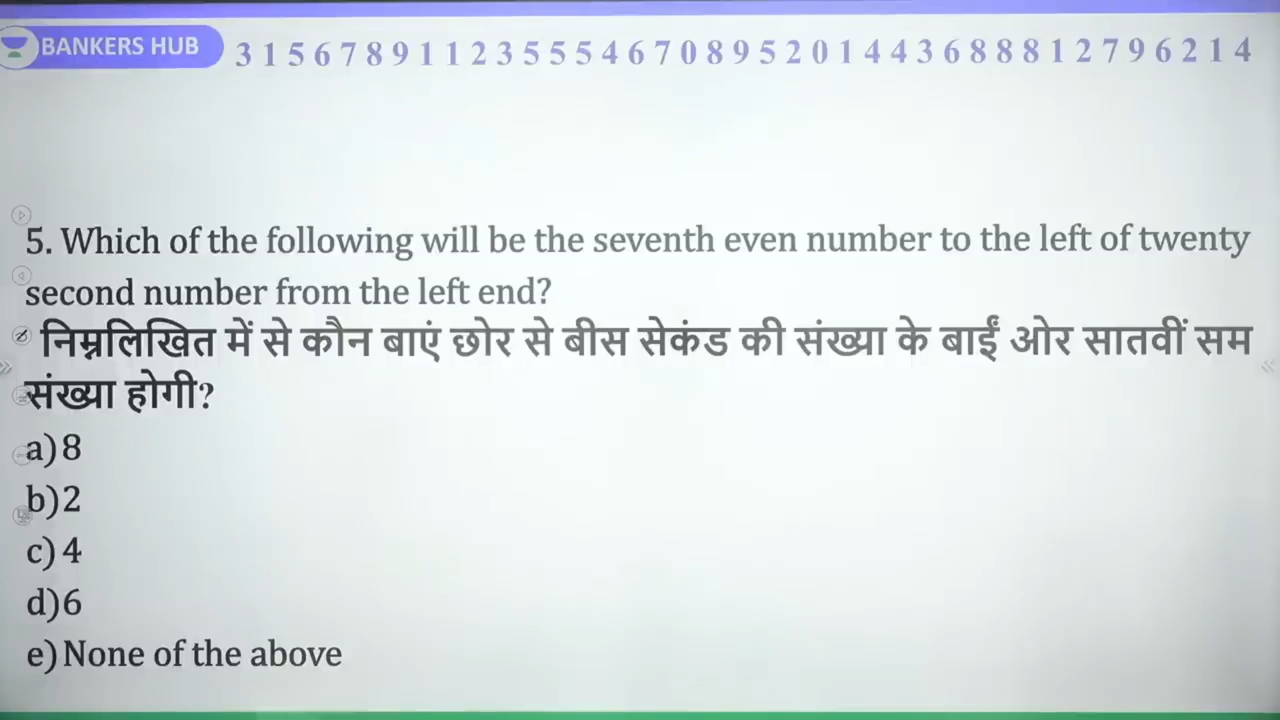 BANKERS HUB
3 1 5 6 7 8 9 1 1 2 3 5 5 5 4 6 7 0 8 9 5 2 0 1 4 4 3 6 8 8 8 1 2 7 9 6 2 1 4
5. Which of the following will be the seventh even number to the left of twenty
second number from the left end?
निम्नलिखित में से कौन बाएं छोर से बीस सेकंड की संख्या के बाईं ओर सातवीं सम
संख्या होगी?
a) 8
b) 2
c) 4
d) 6
e) None of the above